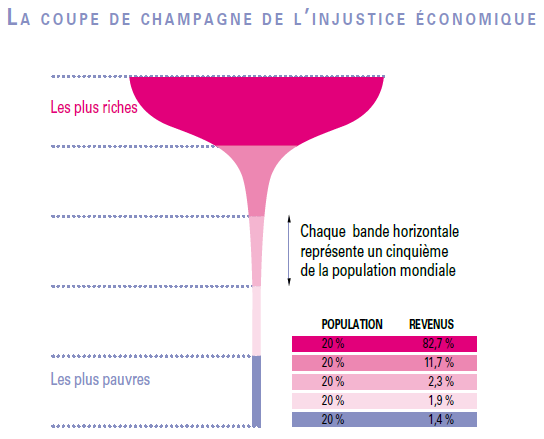 LA COUPE DE CHAMPAGNE DE L'INJUSTICE ÉCONOMIQUE
Les plus riches
Chaque bande horizontale
représente un cinquième
de la population mondiale
POPULATION REVENUS
20 % 82,7 %
20 % 11,7 %
20 % 2,3 %
20 % 1,9 %
20 % 1,4 %
Les plus pauvres